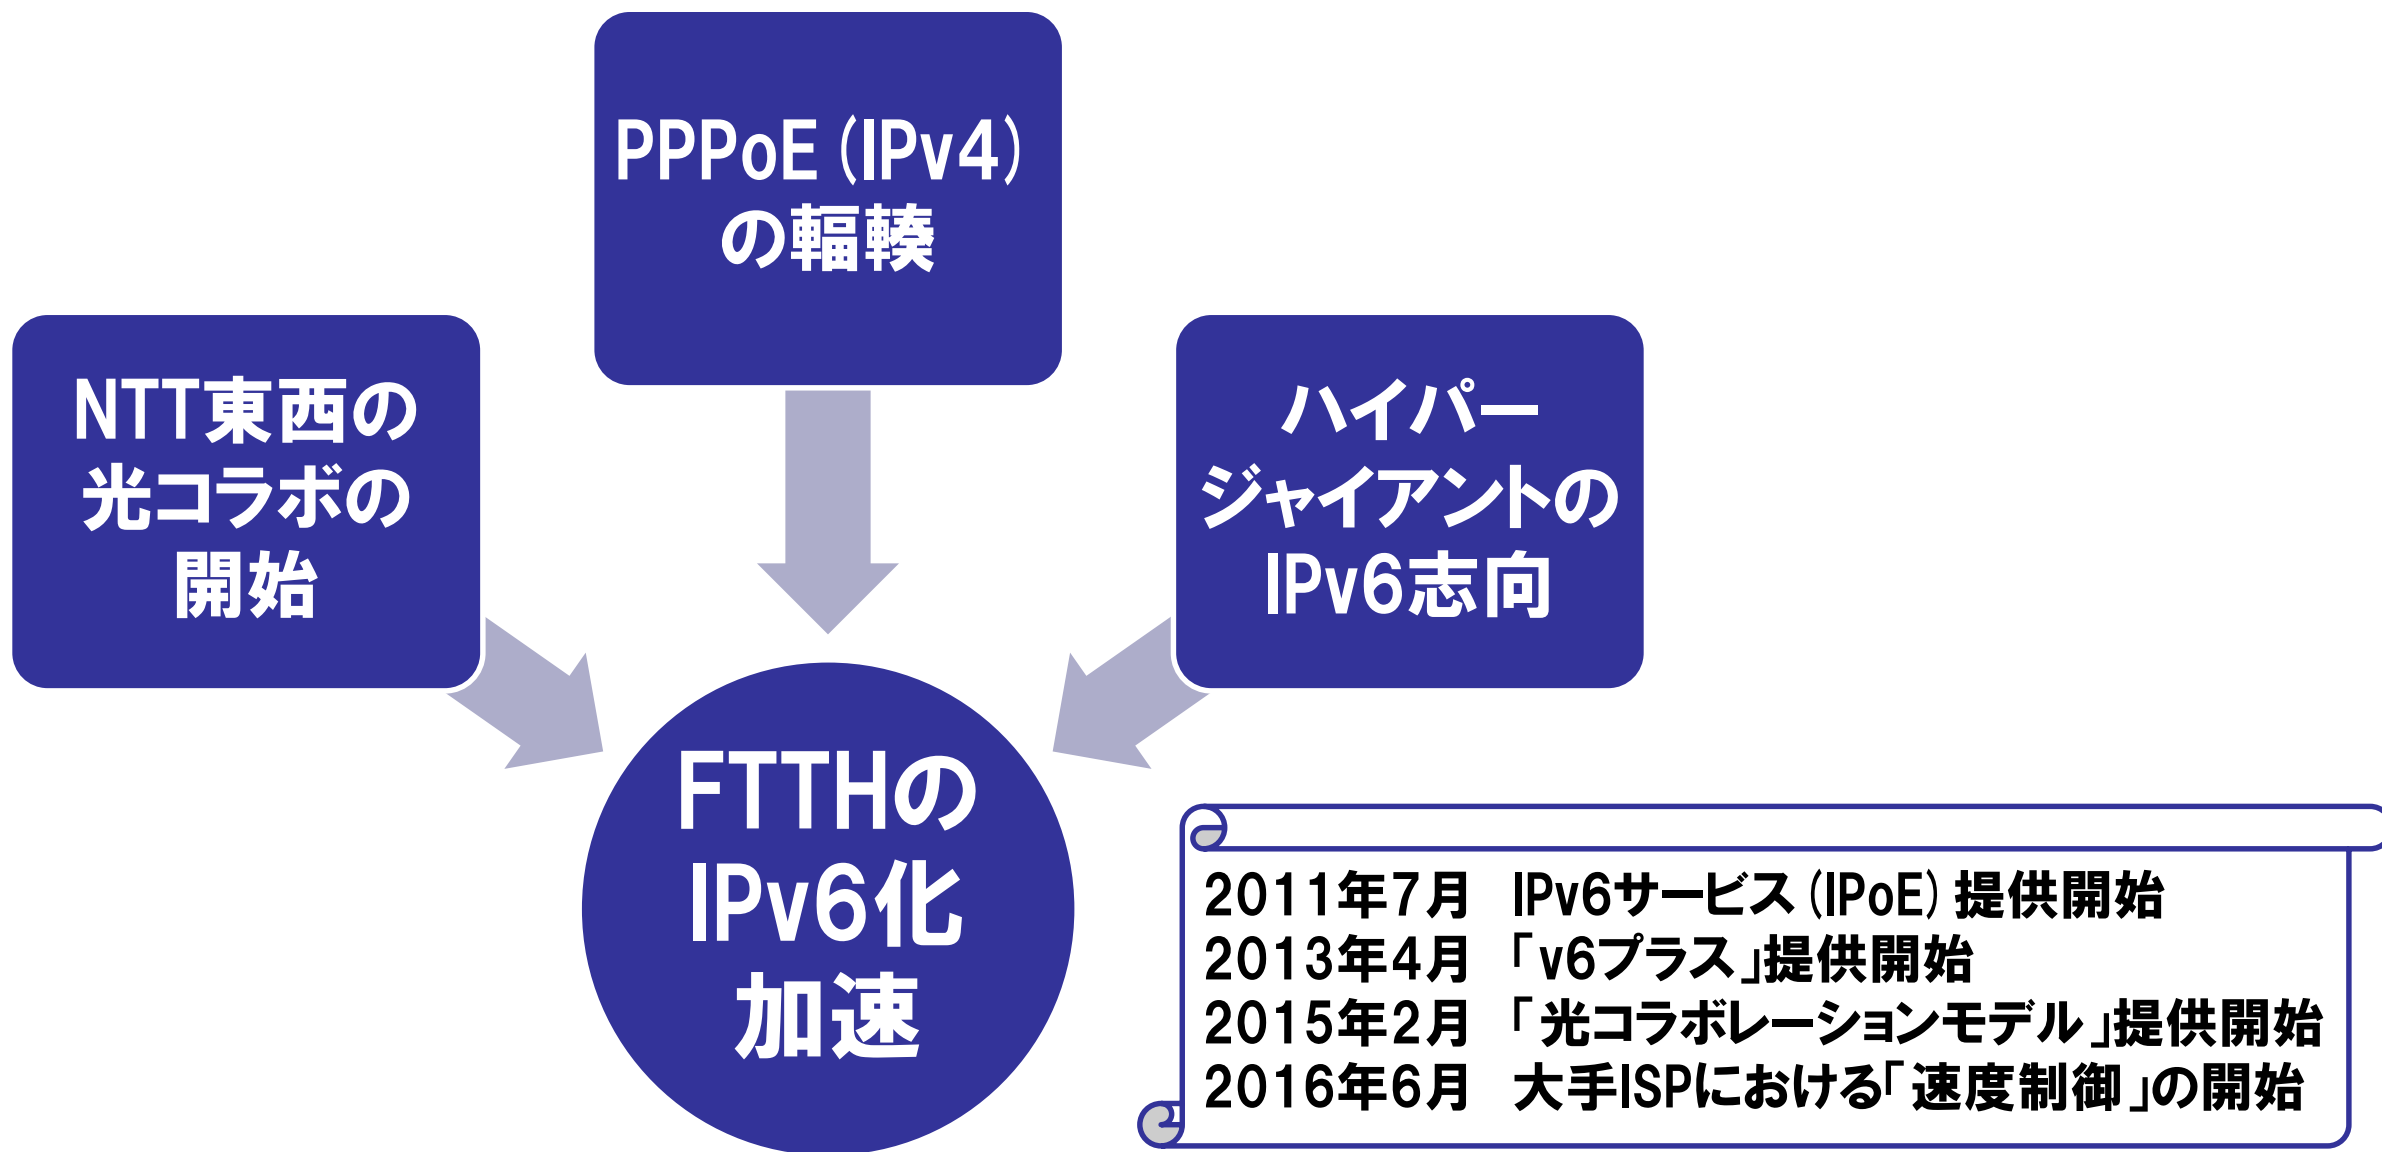 PPPoE (IPv4)
の輻輳
NTT東西の
光コラボの
開始
ハイパー
ジャイアントの
IPv6志向
FTTHの
IPv6化
加速
2011年7月 IPv6サービス(IPoE)提供開始
2013年4月 「v6プラス」提供開始
2015年2月 「光コラボレーションモデル」提供開始
2016年6月 大手ISPにおける「速度制御」の開始